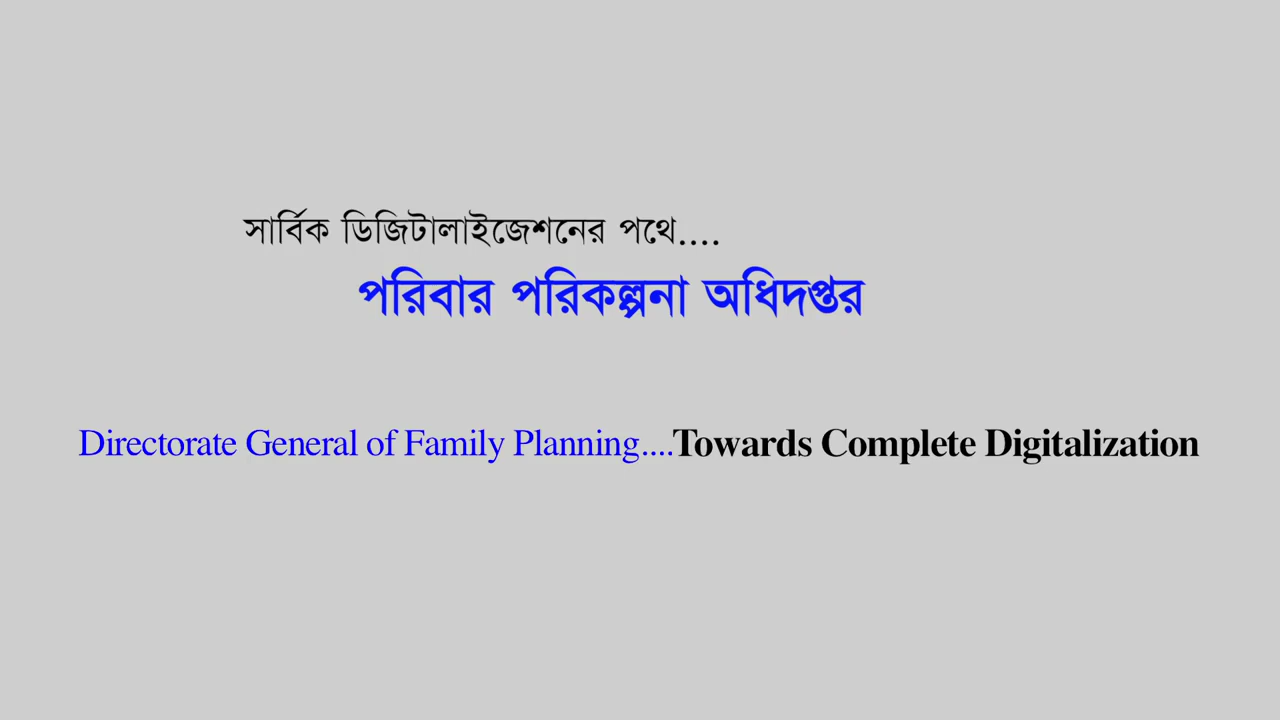 সার্বিক ডিজিটালাইজেশনের পথে....
পরিবার পরিকল্পনা অধিদপ্তর
Directorate General of Family Planning....Towards Complete Digitalization